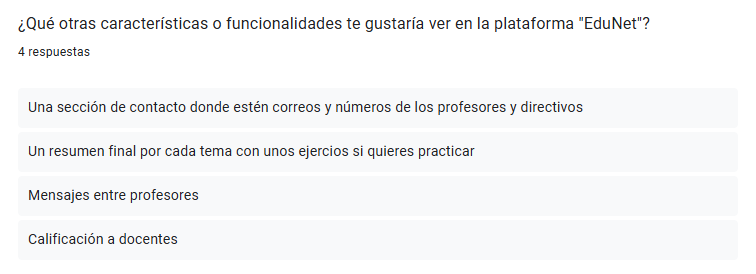 ¿Qué otras características o funcionalidades te gustaría ver en la plataforma "EduNet"?
4 respuestas
Una sección de contacto donde estén correos y números de los profesores y directivos
Un resumen final por cada tema con unos ejercios si quieres practicar
Mensajes entre profesores
Calificación a docentes